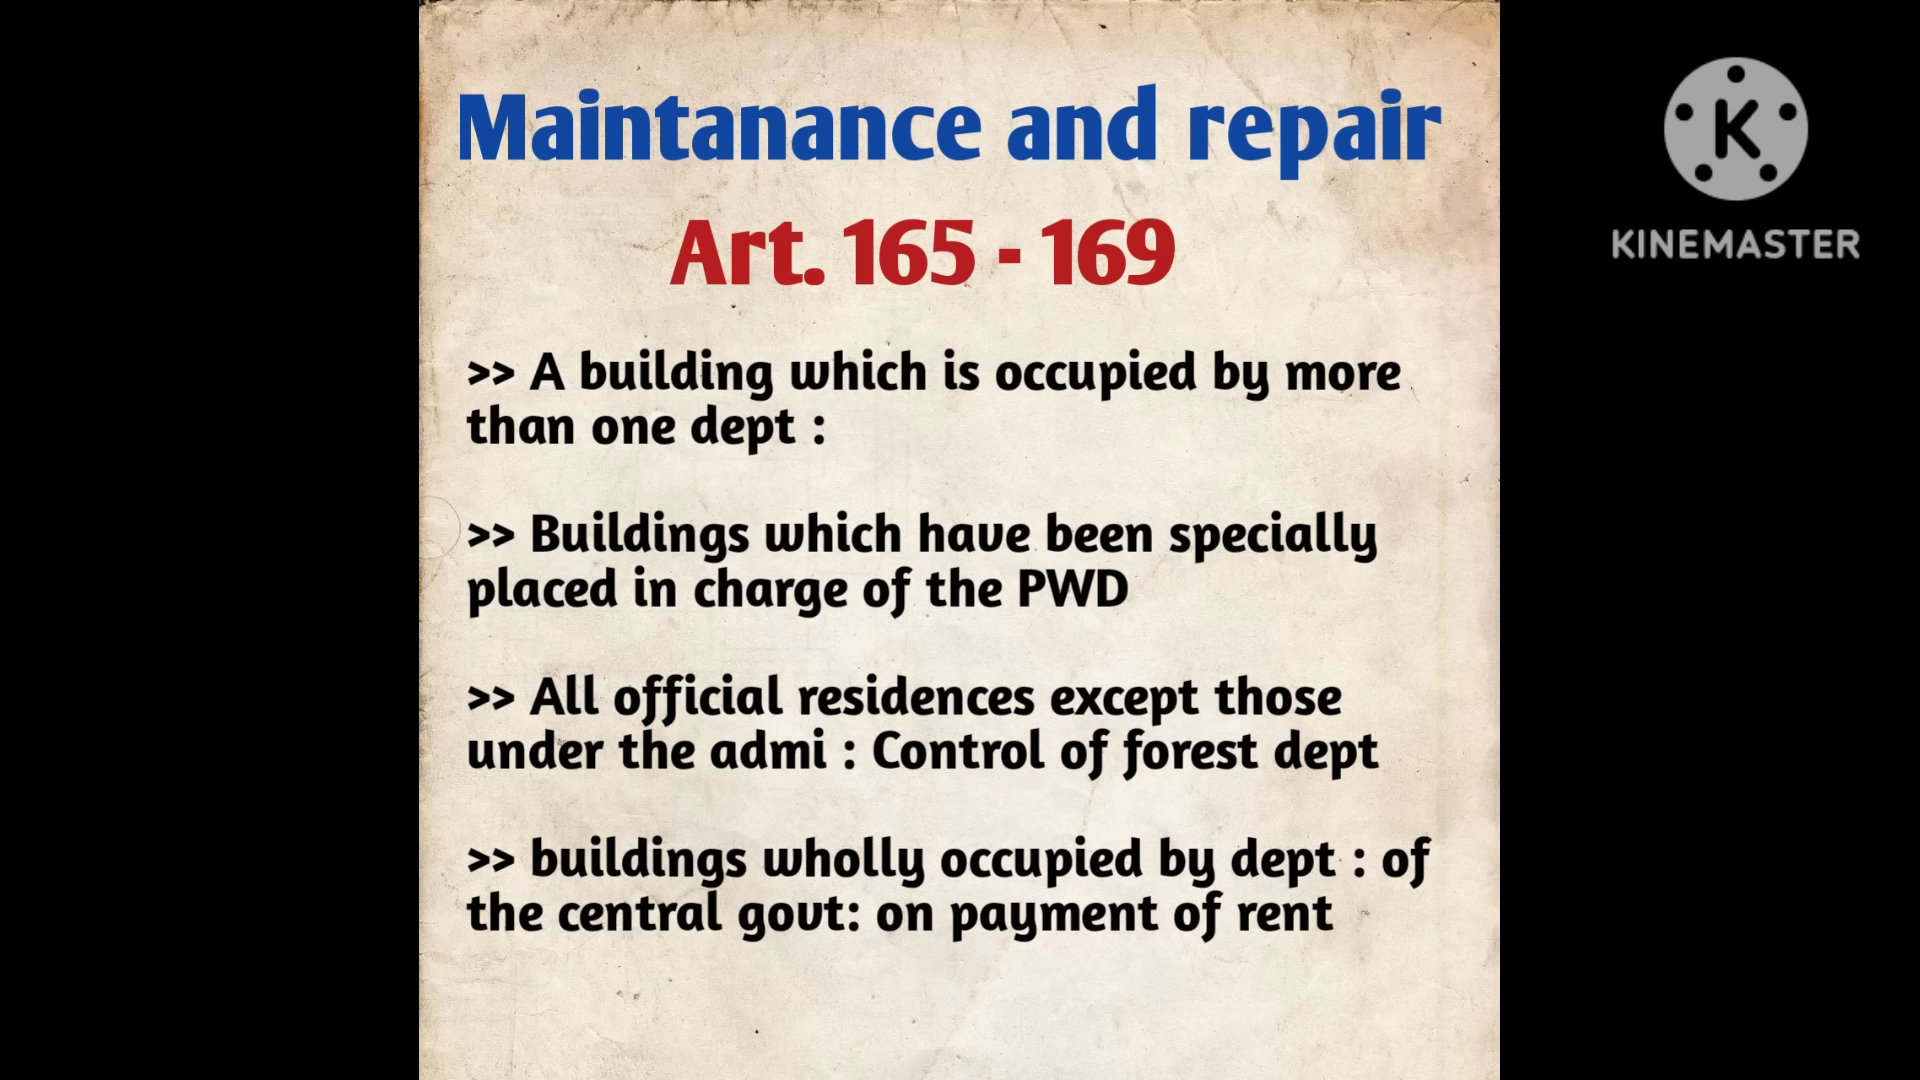 Maintanance and repair
Art. 165 - 169
>> A building which is occupied by more
than one dept :
>> Buildings which have been specially
placed in charge of the PWD
>> All official residences except those
under the admi : Control of forest dept
>> buildings wholly occupied by dept : of
the central govt: on payment of rent
K
KINEMASTER